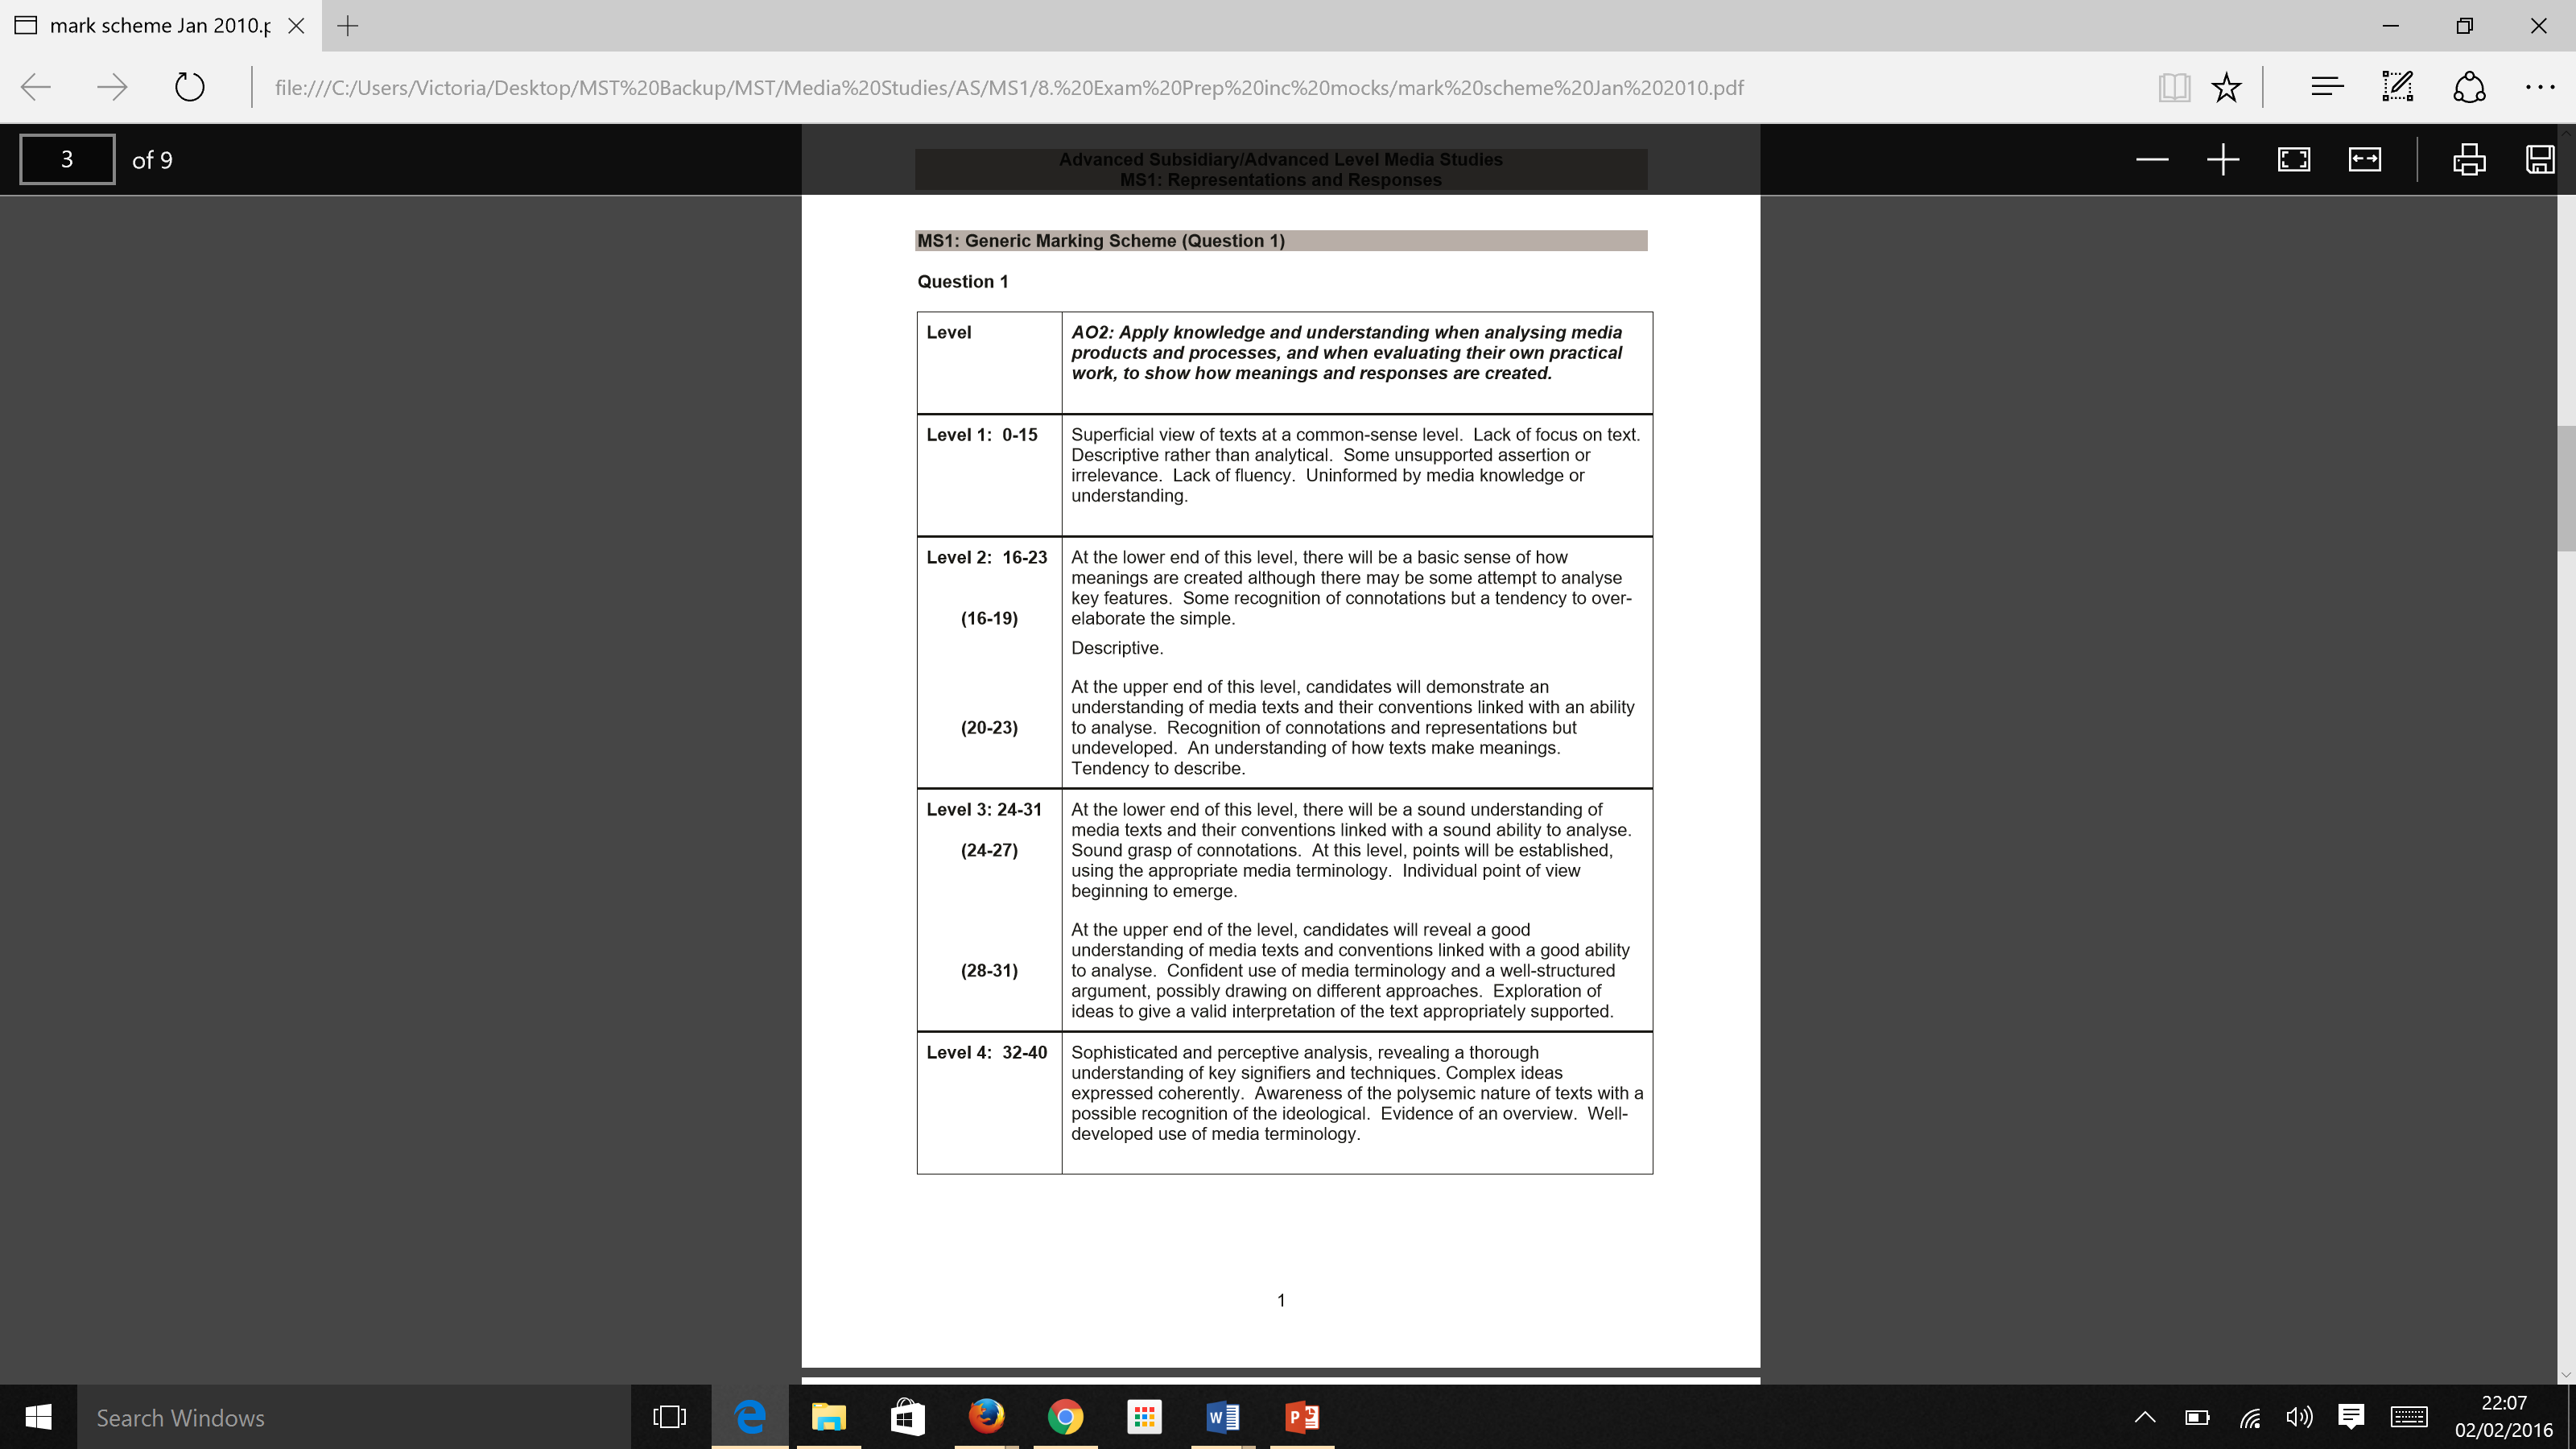 mark scheme Jan 2010.p
file:///C:/Users/Victoria/Desktop/MST%20Backup/MST/Media%20Studies/AS/MS1/8.%20Exam%20Prep%20inc%20mocks/mark%20scheme%20Jan%202010.pdf
3 of 9
Advanced Subsidiary/Advanced Level Media Studies
MS1: Representations and Responses
MS1: Generic Marking Scheme (Question 1)
Question 1
Level
AO2: Apply knowledge and understanding when analysing media
products and processes, and when evaluating their own practical
work, to show how meanings and responses are created.
Level 1: 0-15
Superficial view of texts at a common-sense level. Lack of focus on text.
Descriptive rather than analytical. Some unsupported assertion or
irrelevance. Lack of fluency. Uninformed by media knowledge or
understanding.
Level 2: 16-23
(16-19)
At the lower end of this level, there will be a basic sense of how
meanings are created although there may be some attempt to analyse
key features. Some recognition of connotations but a tendency to over-
elaborate the simple.
Descriptive.
(20-23)
At the upper end of this level, candidates will demonstrate an
understanding of media texts and their conventions linked with an ability
to analyse. Recognition of connotations and representations but
undeveloped. An understanding of how texts make meanings.
Tendency to describe.
Level 3: 24-31
(24-27)
At the lower end of this level, there will be a sound understanding of
media texts and their conventions linked with a sound ability to analyse.
Sound grasp of connotations. At this level, points will be established,
using the appropriate media terminology. Individual point of view
beginning to emerge.
(28-31)
At the upper end of the level, candidates will reveal a good
understanding of media texts and conventions linked with a good ability
to analyse. Confident use of media terminology and a well-structured
argument, possibly drawing on different approaches. Exploration of
ideas to give a valid interpretation of the text appropriately supported.
Level 4: 32-40
Sophisticated and perceptive analysis, revealing a thorough
understanding of key signifiers and techniques. Complex ideas
expressed coherently. Awareness of the polysemic nature of texts with a
possible recognition of the ideological. Evidence of an overview. Well-
developed use of media terminology.
1
Search Windows
22:07
02/02/2016